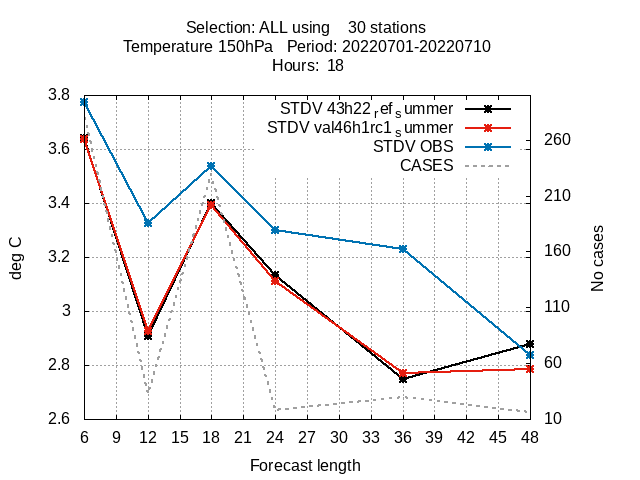 Selection: ALL using 30 stations
Temperature 150hPa Period: 20220701-20220710
Hours: 18
STDV 43h22_ref_summer
STDV val46h1rc1_summer
STDV OBS
CASES
3.8
3.6
3.4
3.2
3
2.8
2.6
260
210
160
110
60
10
deg C
No cases
6 9 12 15 18 21 24 27 30 33 36 39 42 45 48
Forecast length